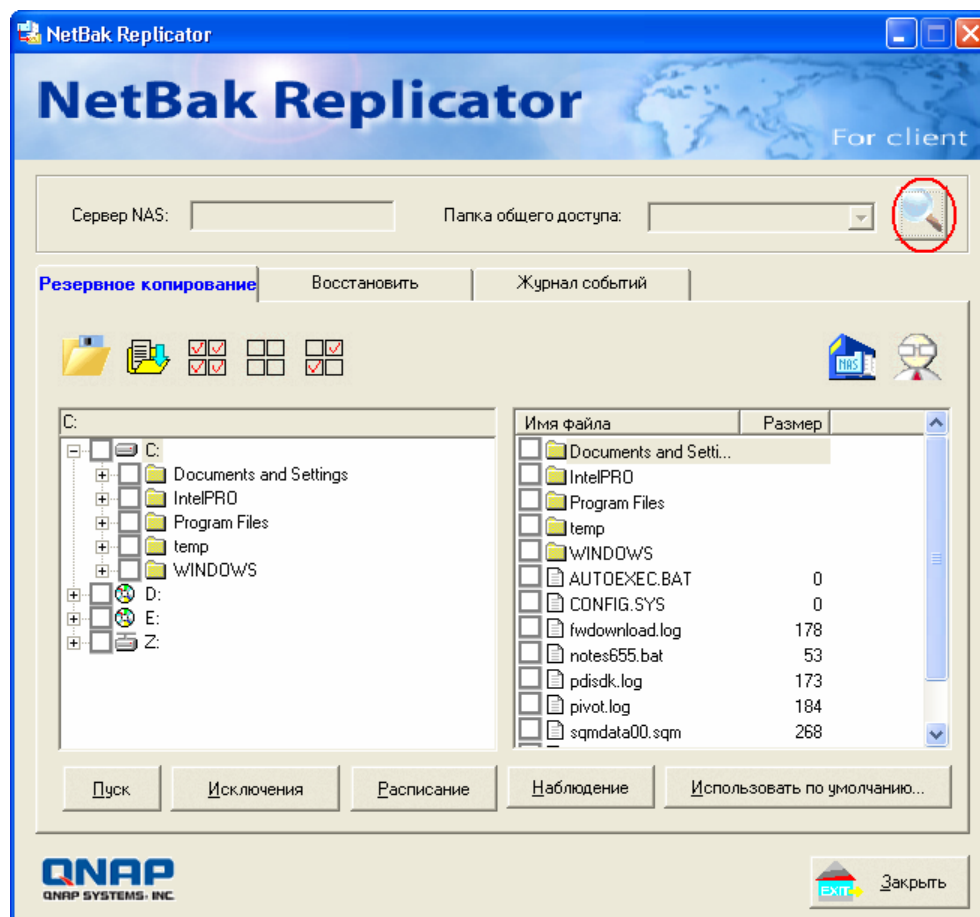 NetBak Replicator
NetBak Replicator
For client
Сервер NAS:
Папка общего доступа:
Резервное копирование
Восстановить
Журнал событий
NAS
C:
C:
Documents and Settings
IntelPRO
Program Files
temp
WINDOWS
D:
E:
Z:
Имя файла Размер
Documents and Setti...
IntelPRO
Program Files
temp
WINDOWS
AUTOEXEC.BAT 0
CONFIG.SYS 0
fwdownload.log 178
notes655.bat 53
pdisdk.log 173
pivot.log 184
sqmdata00.sqm 268
Пуск
Исключения
Расписание
Наблюдение
Использовать по умолчанию...
QNAP
QNAP SYSTEMS, INC.
EXIT
Закрыть